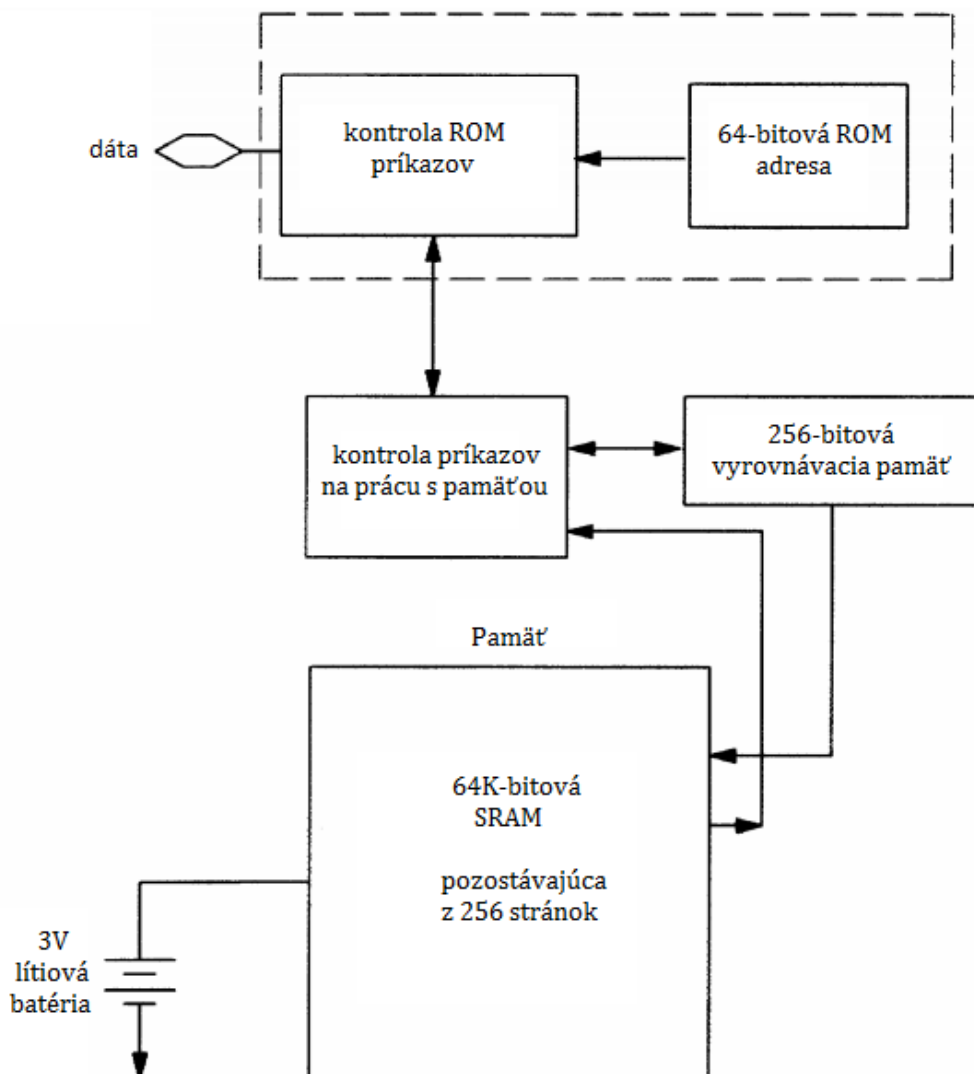 dáta
kontrola ROM
príkazov
64-bitová ROM
adresa
kontrola príkazov
na prácu s pamäťou
256-bitová
vyrovnávacia pamäť
Pamäť
64K-bitová
SRAM
pozostávajúca
z 256 stránok
3V
lítiová
batéria